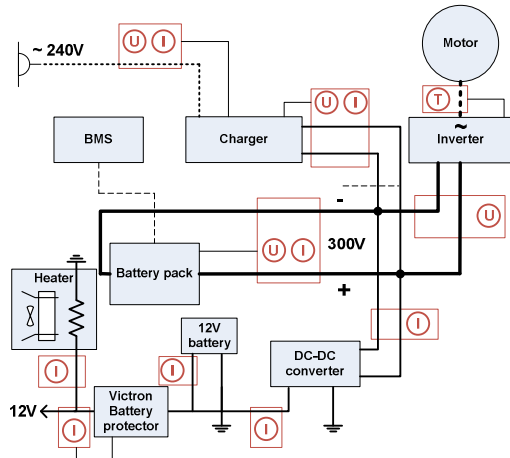 Motor
U I
~ 240V
T
U I
BMS
Charger
~
Inverter
-
U
U I
300V
Battery pack
+
Heater
12V
battery
I
DC-DC
converter
I
I
12V
Victron
Battery
protector
I
I